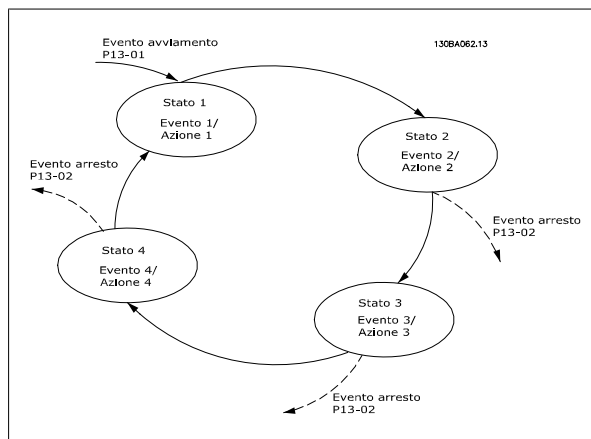 Evento avviamento
P13-01
130BA062.13
Stato 1
Evento 1/
Azione 1
Stato 2
Evento 2/
Azione 2
Evento arresto
P13-02
Evento arresto
P13-02
Stato 4
Evento 4/
Azione 4
Stato 3
Evento 3/
Azione 3
Evento arresto
P13-02